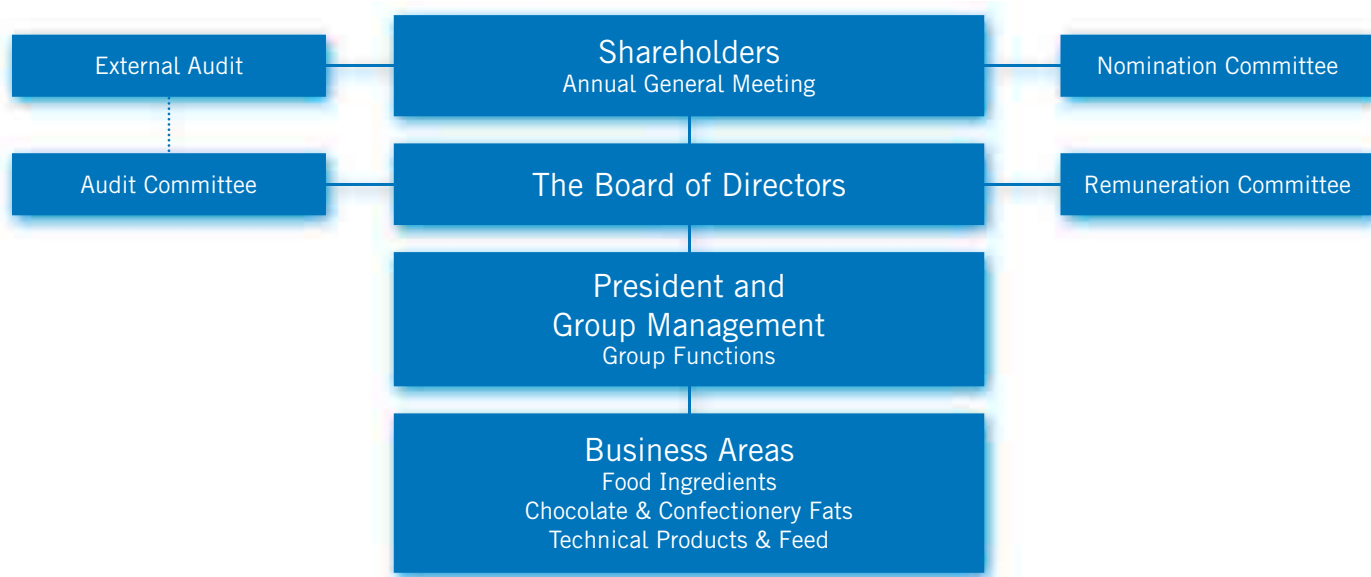 External Audit
Shareholders
Annual General Meeting
Nomination Committee
Audit Committee
The Board of Directors
Remuneration Committee
President and
Group Management
Group Functions
Business Areas
Food Ingredients
Chocolate & Confectionery Fats
Technical Products & Feed